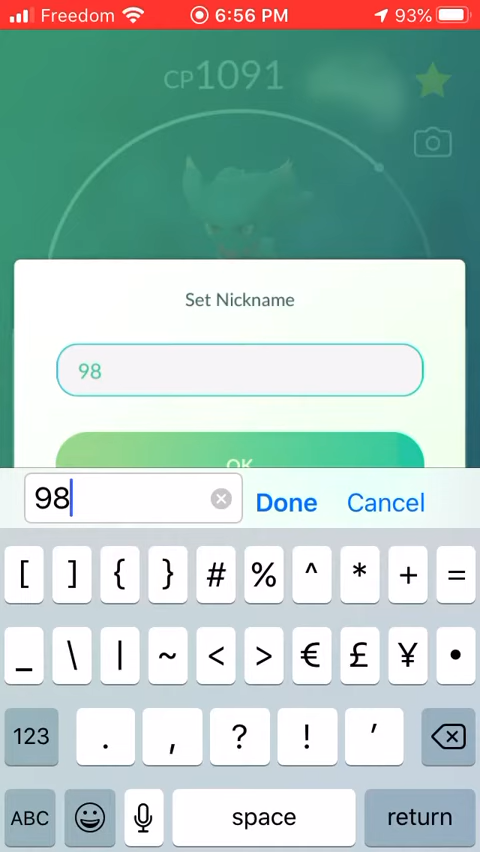 Freedom 6:56 PM 93%
CP1091
Set Nickname
98
OK
98 Done Cancel
[ ] { } # % ^ * + =
_ \ | ~ < > € £ ¥ •
123 . , ? ! ’
ABC space return